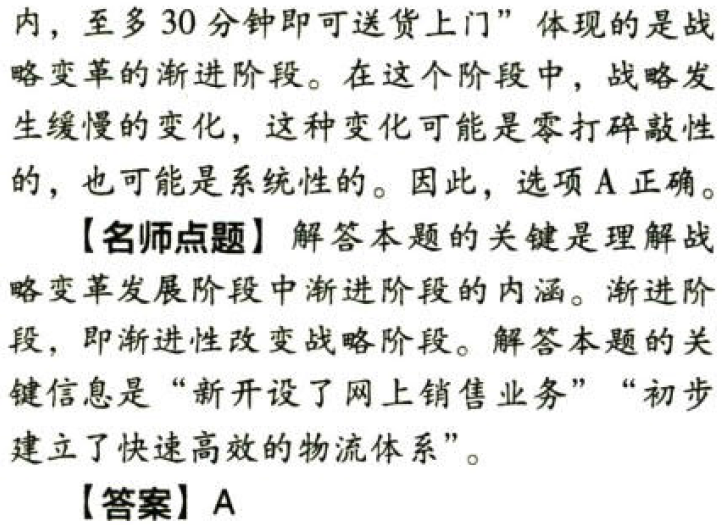 内，至多 30 分钟即可送货上门”体现的是战
略变革的渐进阶段。在这个阶段中，战略发
生缓慢的变化，这种变化可能是零打碎敲性
的，也可能是系统性的。因此，选项 A 正确。
【名师点题】解答本题的关键是理解战
略变革发展阶段中渐进阶段的内涵。渐进阶
段，即渐进性改变战略阶段。解答本题的关
键信息是“新开设了网上销售业务”“初步
建立了快速高效的物流体系”。
【答案】A